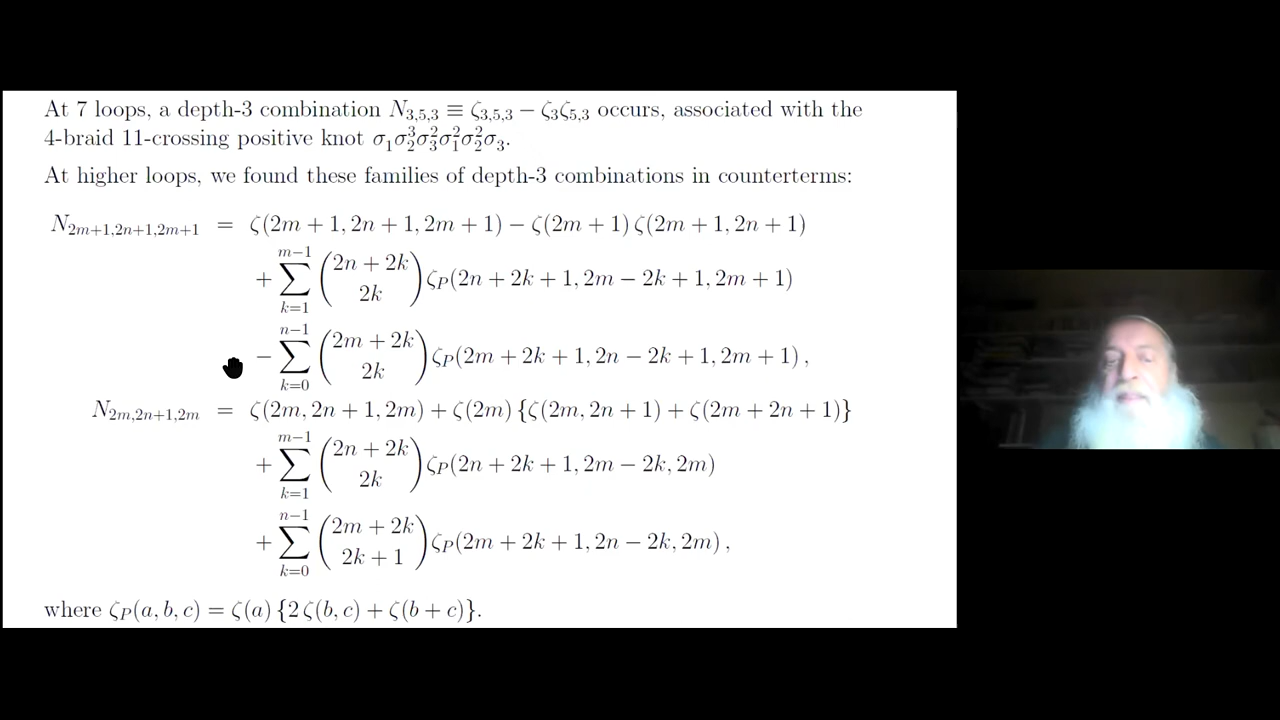 At 7 loops, a depth-3 combination N_{3,5,3} ≡ ζ_{3,5,3} − ζ_3ζ_{5,3} occurs, associated with the
4-braid 11-crossing positive knot σ_1σ_2^3σ_3^2σ_1^2σ_2^2σ_3.
At higher loops, we found these families of depth-3 combinations in counterterms:
N_{2m+1,2n+1,2m+1} = ζ(2m + 1, 2n + 1, 2m + 1) − ζ(2m + 1) ζ(2m + 1, 2n + 1)
+ \sum_{k=1}^{m−1} \binom{2n + 2k}{2k} ζ_P(2n + 2k + 1, 2m − 2k + 1, 2m + 1)
− \sum_{k=0}^{n−1} \binom{2m + 2k}{2k} ζ_P(2m + 2k + 1, 2n − 2k + 1, 2m + 1) ,
N_{2m,2n+1,2m} = ζ(2m, 2n + 1, 2m) + ζ(2m) {ζ(2m, 2n + 1) + ζ(2m + 2n + 1)}
+ \sum_{k=1}^{m−1} \binom{2n + 2k}{2k} ζ_P(2n + 2k + 1, 2m − 2k, 2m)
+ \sum_{k=0}^{n−1} \binom{2m + 2k}{2k + 1} ζ_P(2m + 2k + 1, 2n − 2k, 2m) ,
where ζ_P(a, b, c) = ζ(a) {2 ζ(b, c) + ζ(b + c)}.